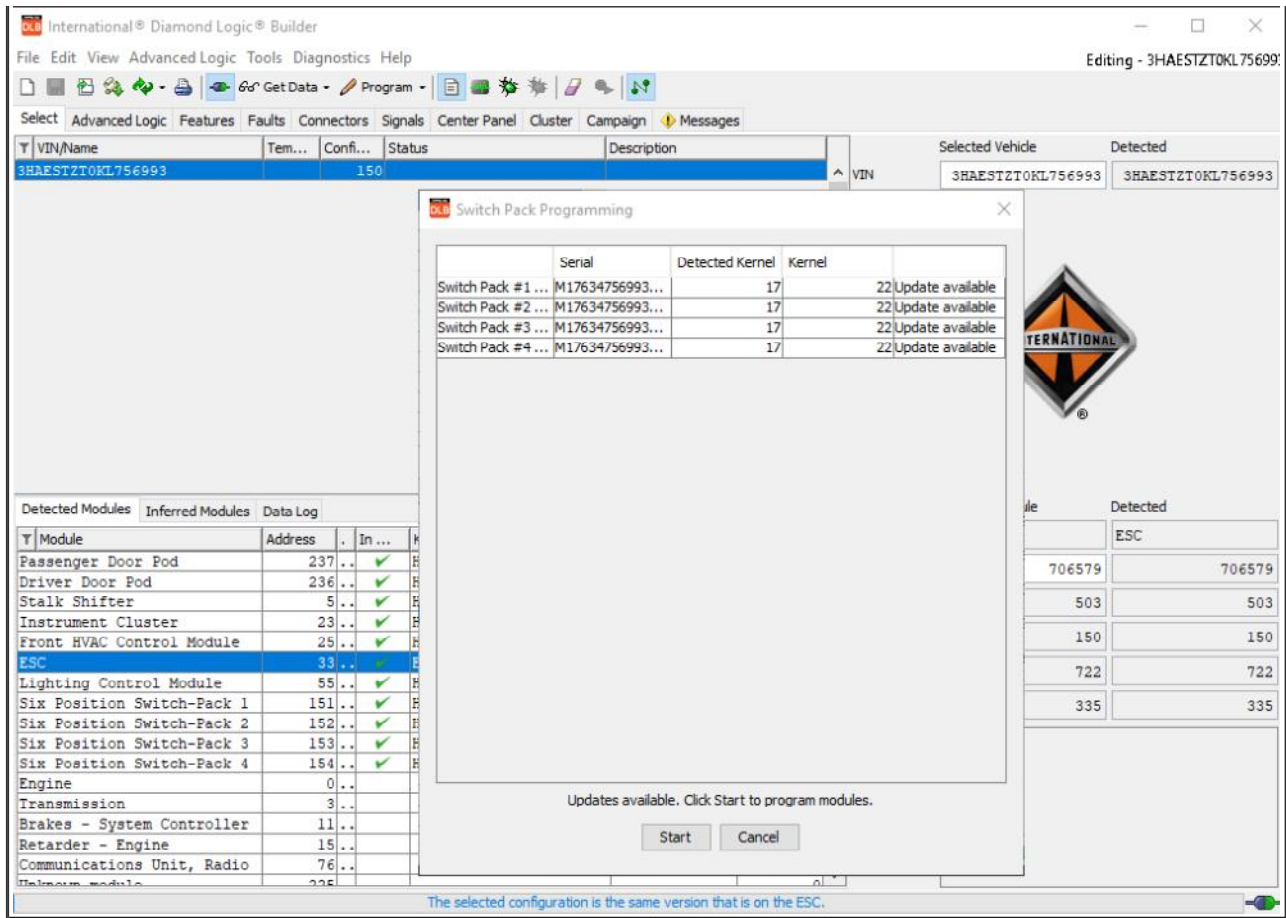 International® Diamond Logic® Builder
File Edit View Advanced Logic Tools Diagnostics Help
Editing - 3HAESTZT0KL75699
Get Data Program
Select Advanced Logic Features Faults Connectors Signals Center Panel Cluster Campaign Messages
VIN/Name Tem... Confi... Status Description
3HAESTZT0KL756993 150
Selected Vehicle Detected
VIN 3HAESTZT0KL756993 3HAESTZT0KL756993
DLB Switch Pack Programming
Serial Detected Kernel Kernel
Switch Pack #1 ... M17634756993... 17 22 Update available
Switch Pack #2 ... M17634756993... 17 22 Update available
Switch Pack #3 ... M17634756993... 17 22 Update available
Switch Pack #4 ... M17634756993... 17 22 Update available
TERNATIONAL
®
Updates available. Click Start to program modules.
Start Cancel
Detected Modules Inferred Modules Data Log
Module Address . In ...
Passenger Door Pod 237 ..
Driver Door Pod 236 ..
Stalk Shifter 5 ..
Instrument Cluster 23 ..
Front HVAC Control Module 25 ..
ESC 33 ..
Lighting Control Module 55 ..
Six Position Switch-Pack 1 151 ..
Six Position Switch-Pack 2 152 ..
Six Position Switch-Pack 3 153 ..
Six Position Switch-Pack 4 154 ..
Engine 0 ..
Transmission 3 ..
Brakes - System Controller 11 ..
Retarder - Engine 15 ..
Communications Unit, Radio 76 ..
Detected
ESC
706579 706579
503 503
150 150
722 722
335 335
The selected configuration is the same version that is on the ESC.